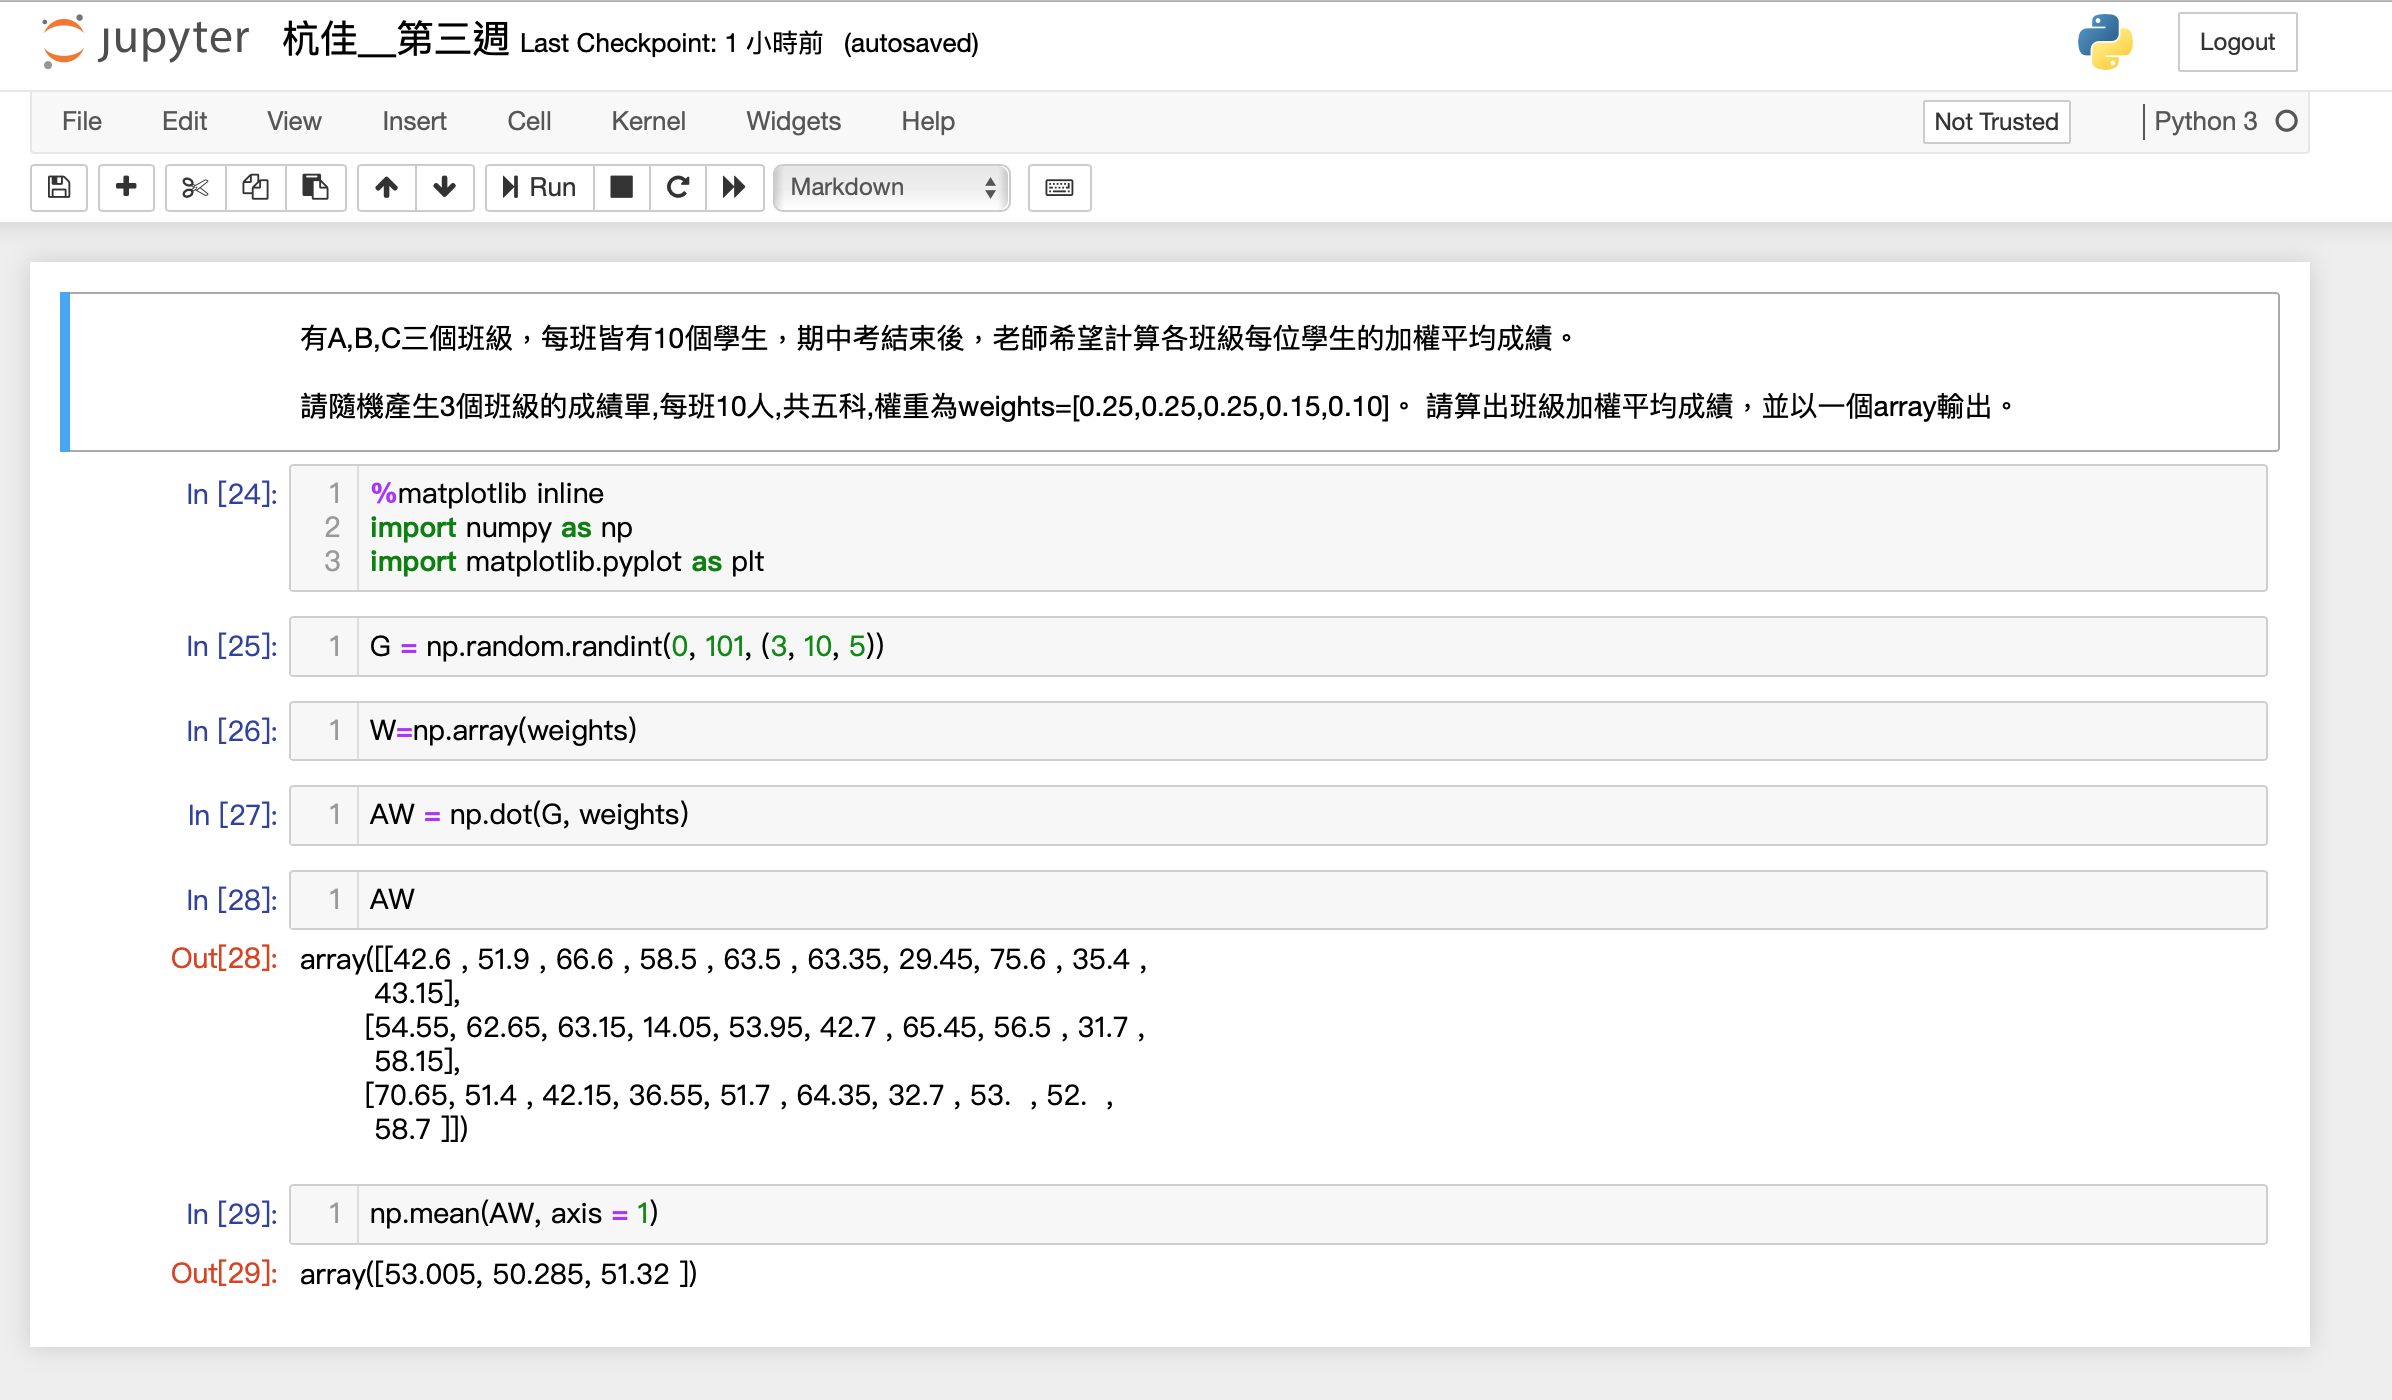 jupyter 杭佳__第三週 Last Checkpoint: 1 小時前 (autosaved) Logout
File Edit View Insert Cell Kernel Widgets Help Not Trusted Python 3
Run Markdown
有A,B,C三個班級，每班皆有10個學生，期中考結束後，老師希望計算各班級每位學生的加權平均成績。
請隨機產生3個班級的成績單,每班10人,共五科,權重為weights=[0.25,0.25,0.25,0.15,0.10]。 請算出班級加權平均成績，並以一個array輸出。
In [24]: 1 %matplotlib inline
2 import numpy as np
3 import matplotlib.pyplot as plt
In [25]: 1 G = np.random.randint(0, 101, (3, 10, 5))
In [26]: 1 W=np.array(weights)
In [27]: 1 AW = np.dot(G, weights)
In [28]: 1 AW
Out[28]: array([[42.6 , 51.9 , 66.6 , 58.5 , 63.5 , 63.35, 29.45, 75.6 , 35.4 ,
43.15],
[54.55, 62.65, 63.15, 14.05, 53.95, 42.7 , 65.45, 56.5 , 31.7 ,
58.15],
[70.65, 51.4 , 42.15, 36.55, 51.7 , 64.35, 32.7 , 53. , 52. ,
58.7 ]])
In [29]: 1 np.mean(AW, axis = 1)
Out[29]: array([53.005, 50.285, 51.32 ])